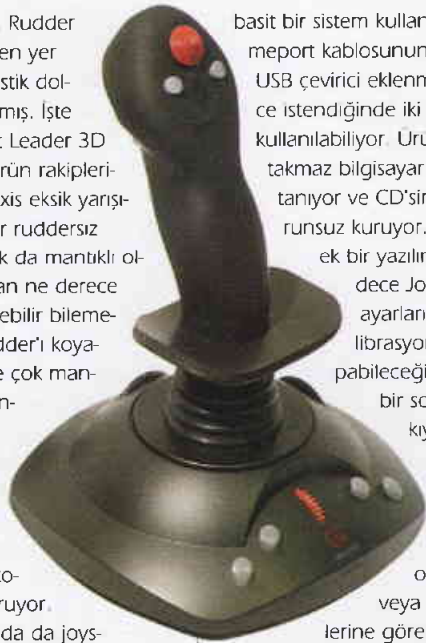 Rudder
en yer
stik dol-
mış. İşte
t Leader 3D
rün rakipleri-
xis eksik yarışı-
r ruddersız
k da mantıklı ol-
an ne derece
ebilir bileme-
dder'ı koya-
e çok man-
n-
ko-
ruyor.
da da joys-
basit bir sistem kullan
meport kablosunun
USB çevirici eklenm
ce istendiğinde iki
kullanılabiliyor. Ürü
takmaz bilgisayar
tanıyor ve CD'sin
runsuz kuruyor.
ek bir yazılım
dece Jo
ayarların
librasyon
pabileceği
bir so
kıy
o
veya
lerine göre